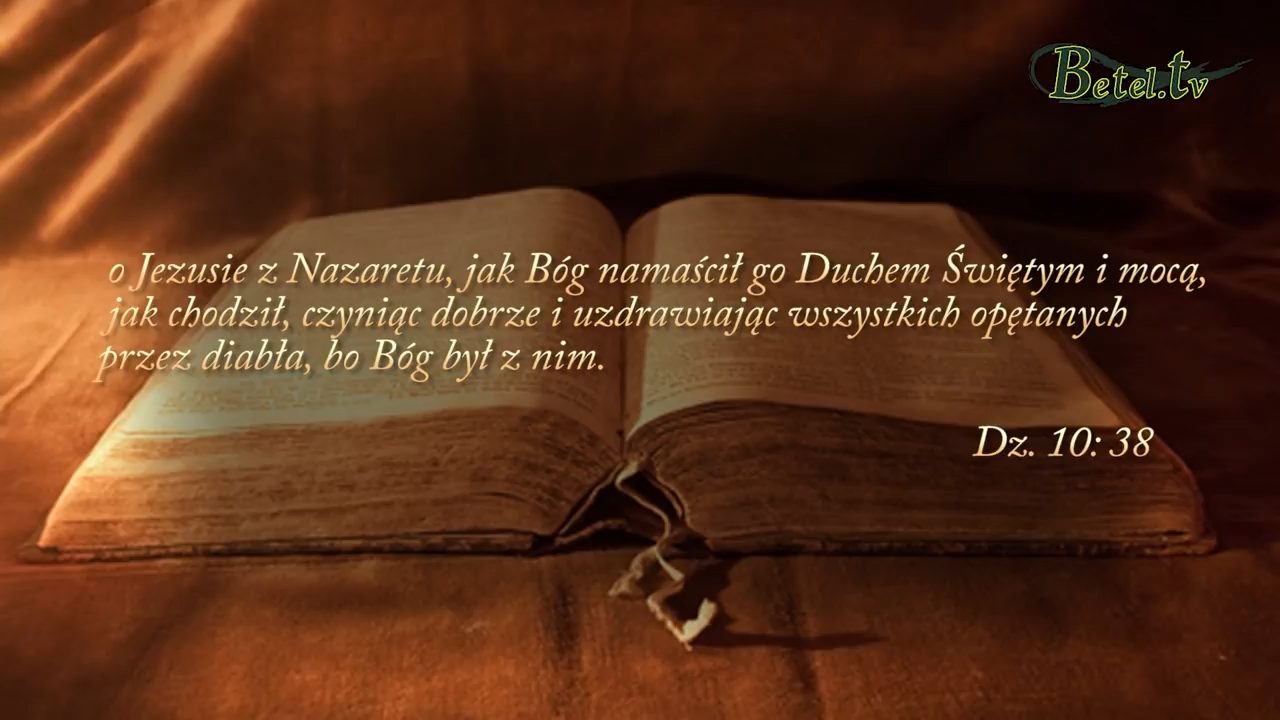 Betel.tv
o Jezusie z Nazaretu, jak Bóg namaścił go Duchem Świętym i mocą,
jak chodził, czyniąc dobrze i uzdrawiając wszystkich opętanych
przez diabła, bo Bóg był z nim.
Dz. 10: 38